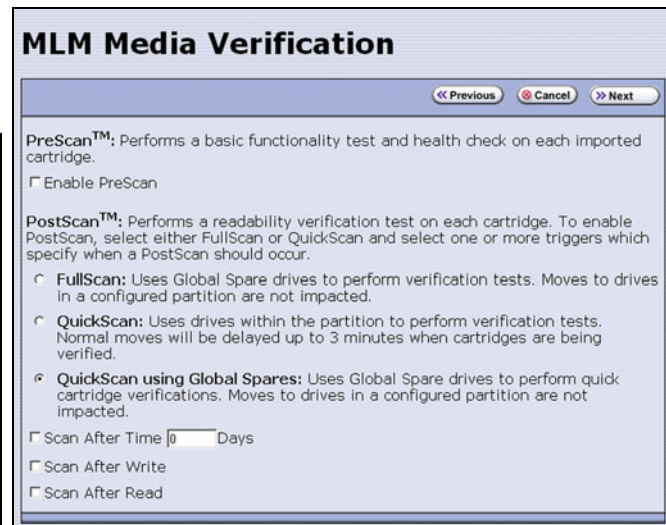 MLM Media Verification
Previous Cancel Next
PreScan™: Performs a basic functionality test and health check on each imported
cartridge.
Enable PreScan
PostScan™: Performs a readability verification test on each cartridge. To enable
PostScan, select either FullScan or QuickScan and select one or more triggers which
specify when a PostScan should occur.
FullScan: Uses Global Spare drives to perform verification tests. Moves to drives
in a configured partition are not impacted.
QuickScan: Uses drives within the partition to perform verification tests.
Normal moves will be delayed up to 3 minutes when cartridges are being
verified.
QuickScan using Global Spares: Uses Global Spare drives to perform quick
cartridge verifications. Moves to drives in a configured partition are not
impacted.
Scan After Time 0 Days
Scan After Write
Scan After Read